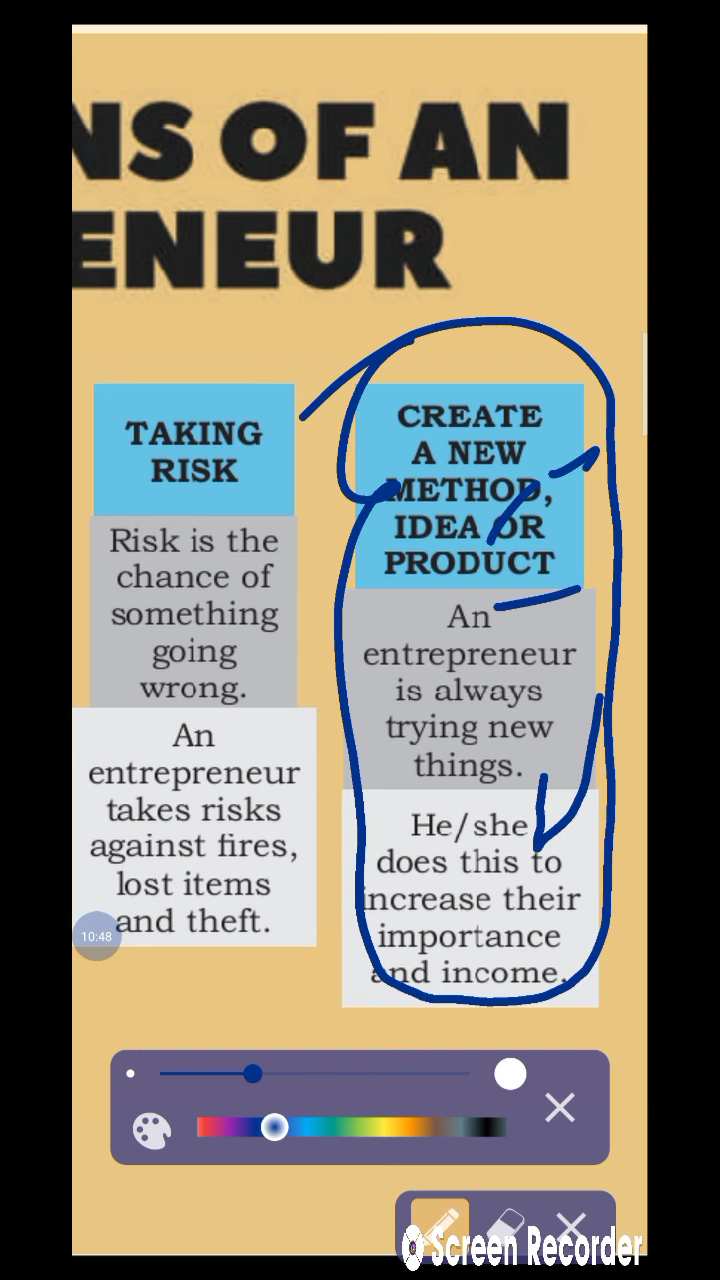 NS OF AN
ENEUR
TAKING
RISK
Risk is the
chance of
something
going
wrong.
An
entrepreneur
takes risks
against fires,
lost items
and theft.
CREATE
A NEW
METHOD,
IDEA OR
PRODUCT
An
entrepreneur
is always
trying new
things.
He/she
does this to
increase their
importance
and income.
10:48
Screen Recorder